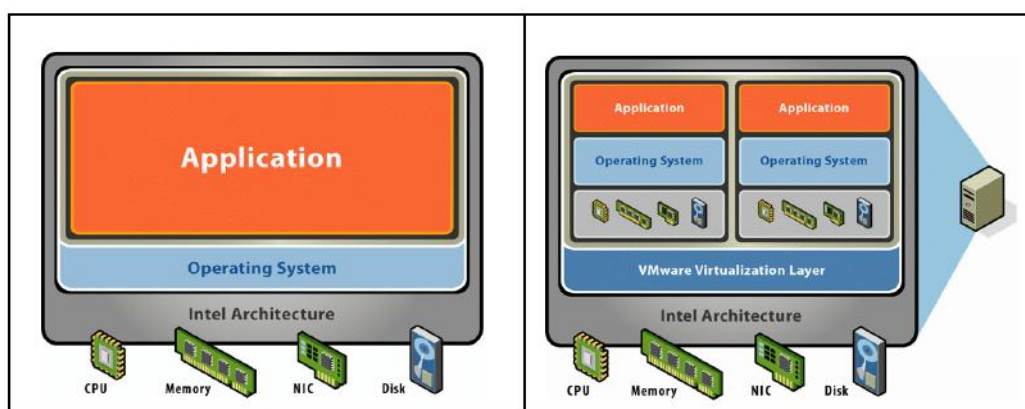 Application
Operating System
Intel Architecture
CPU
Memory
NIC
Disk
Application
Application
Operating System
Operating System
VMware Virtualization Layer
Intel Architecture
CPU
Memory
NIC
Disk